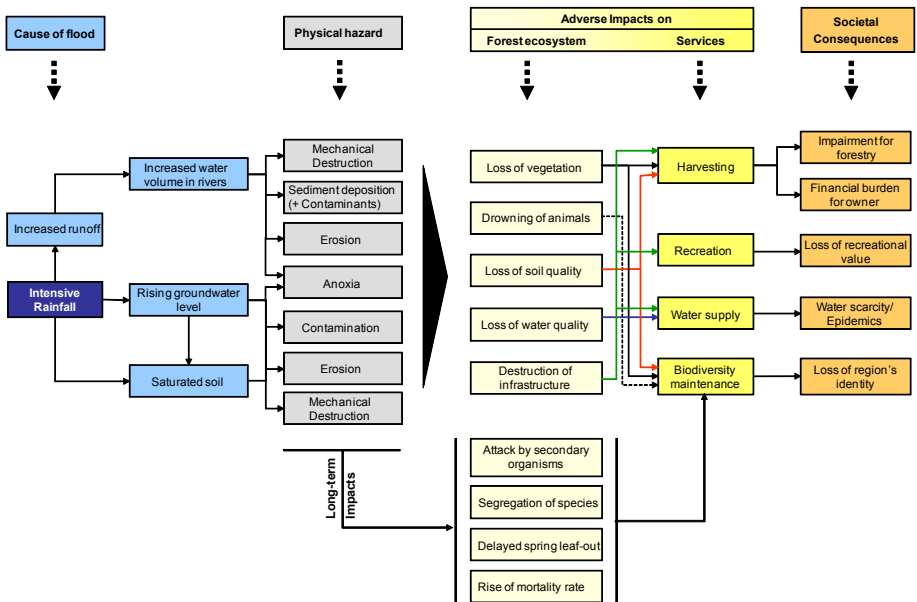 Cause of flood
Physical hazard
Adverse Impacts on
Forest ecosystem
Services
Societal
Consequences
Increased runoff
Intensive
Rainfall
Increased water
volume in rivers
Rising groundwater
level
Saturated soil
Mechanical
Destruction
Sediment deposition
(+ Contaminants)
Erosion
Anoxia
Contamination
Erosion
Mechanical
Destruction
Loss of vegetation
Drowning of animals
Loss of soil quality
Loss of water quality
Destruction of
infrastructure
Harvesting
Recreation
Water supply
Biodiversity
maintenance
Impairment for
forestry
Financial burden
for owner
Loss of recreational
value
Water scarcity/
Epidemics
Loss of region's
identity
Long-term
Impacts
Attack by secondary
organisms
Segregation of species
Delayed spring leaf-out
Rise of mortality rate